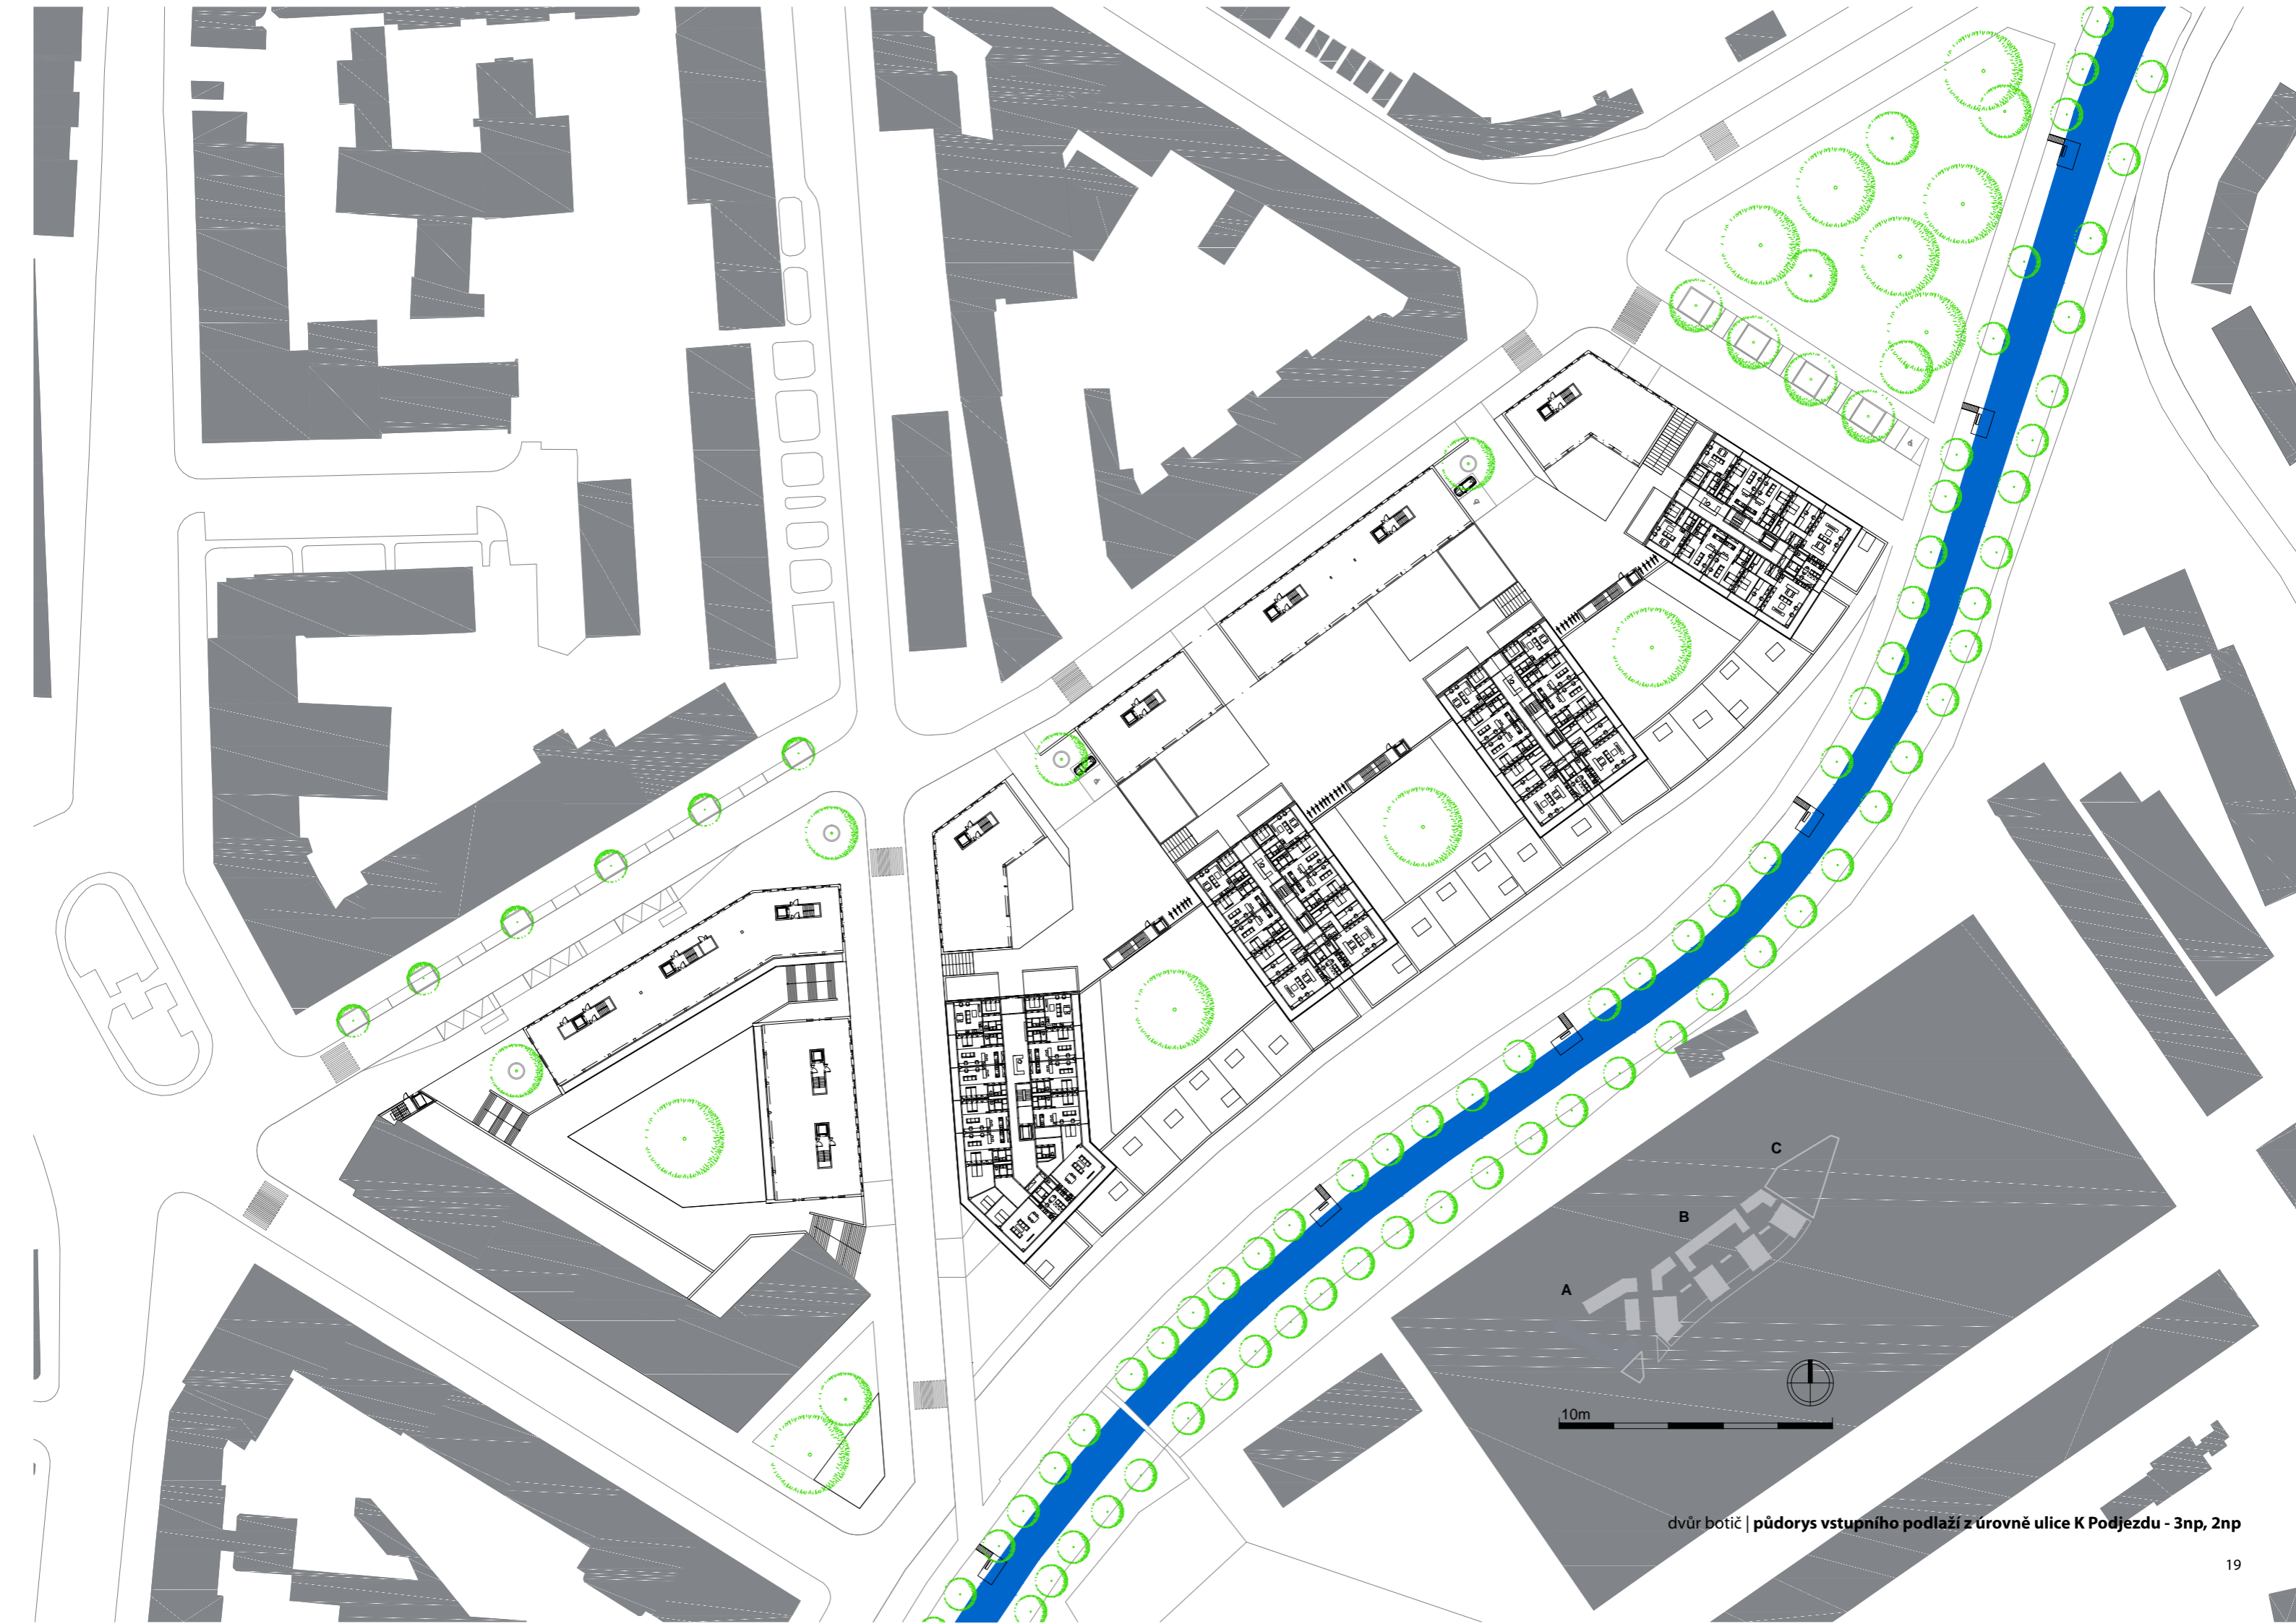 C
B
A
10m
dvůr botič | půdorys vstupního podlaží z úrovně ulice K Podjezdu - 3np, 2np
19